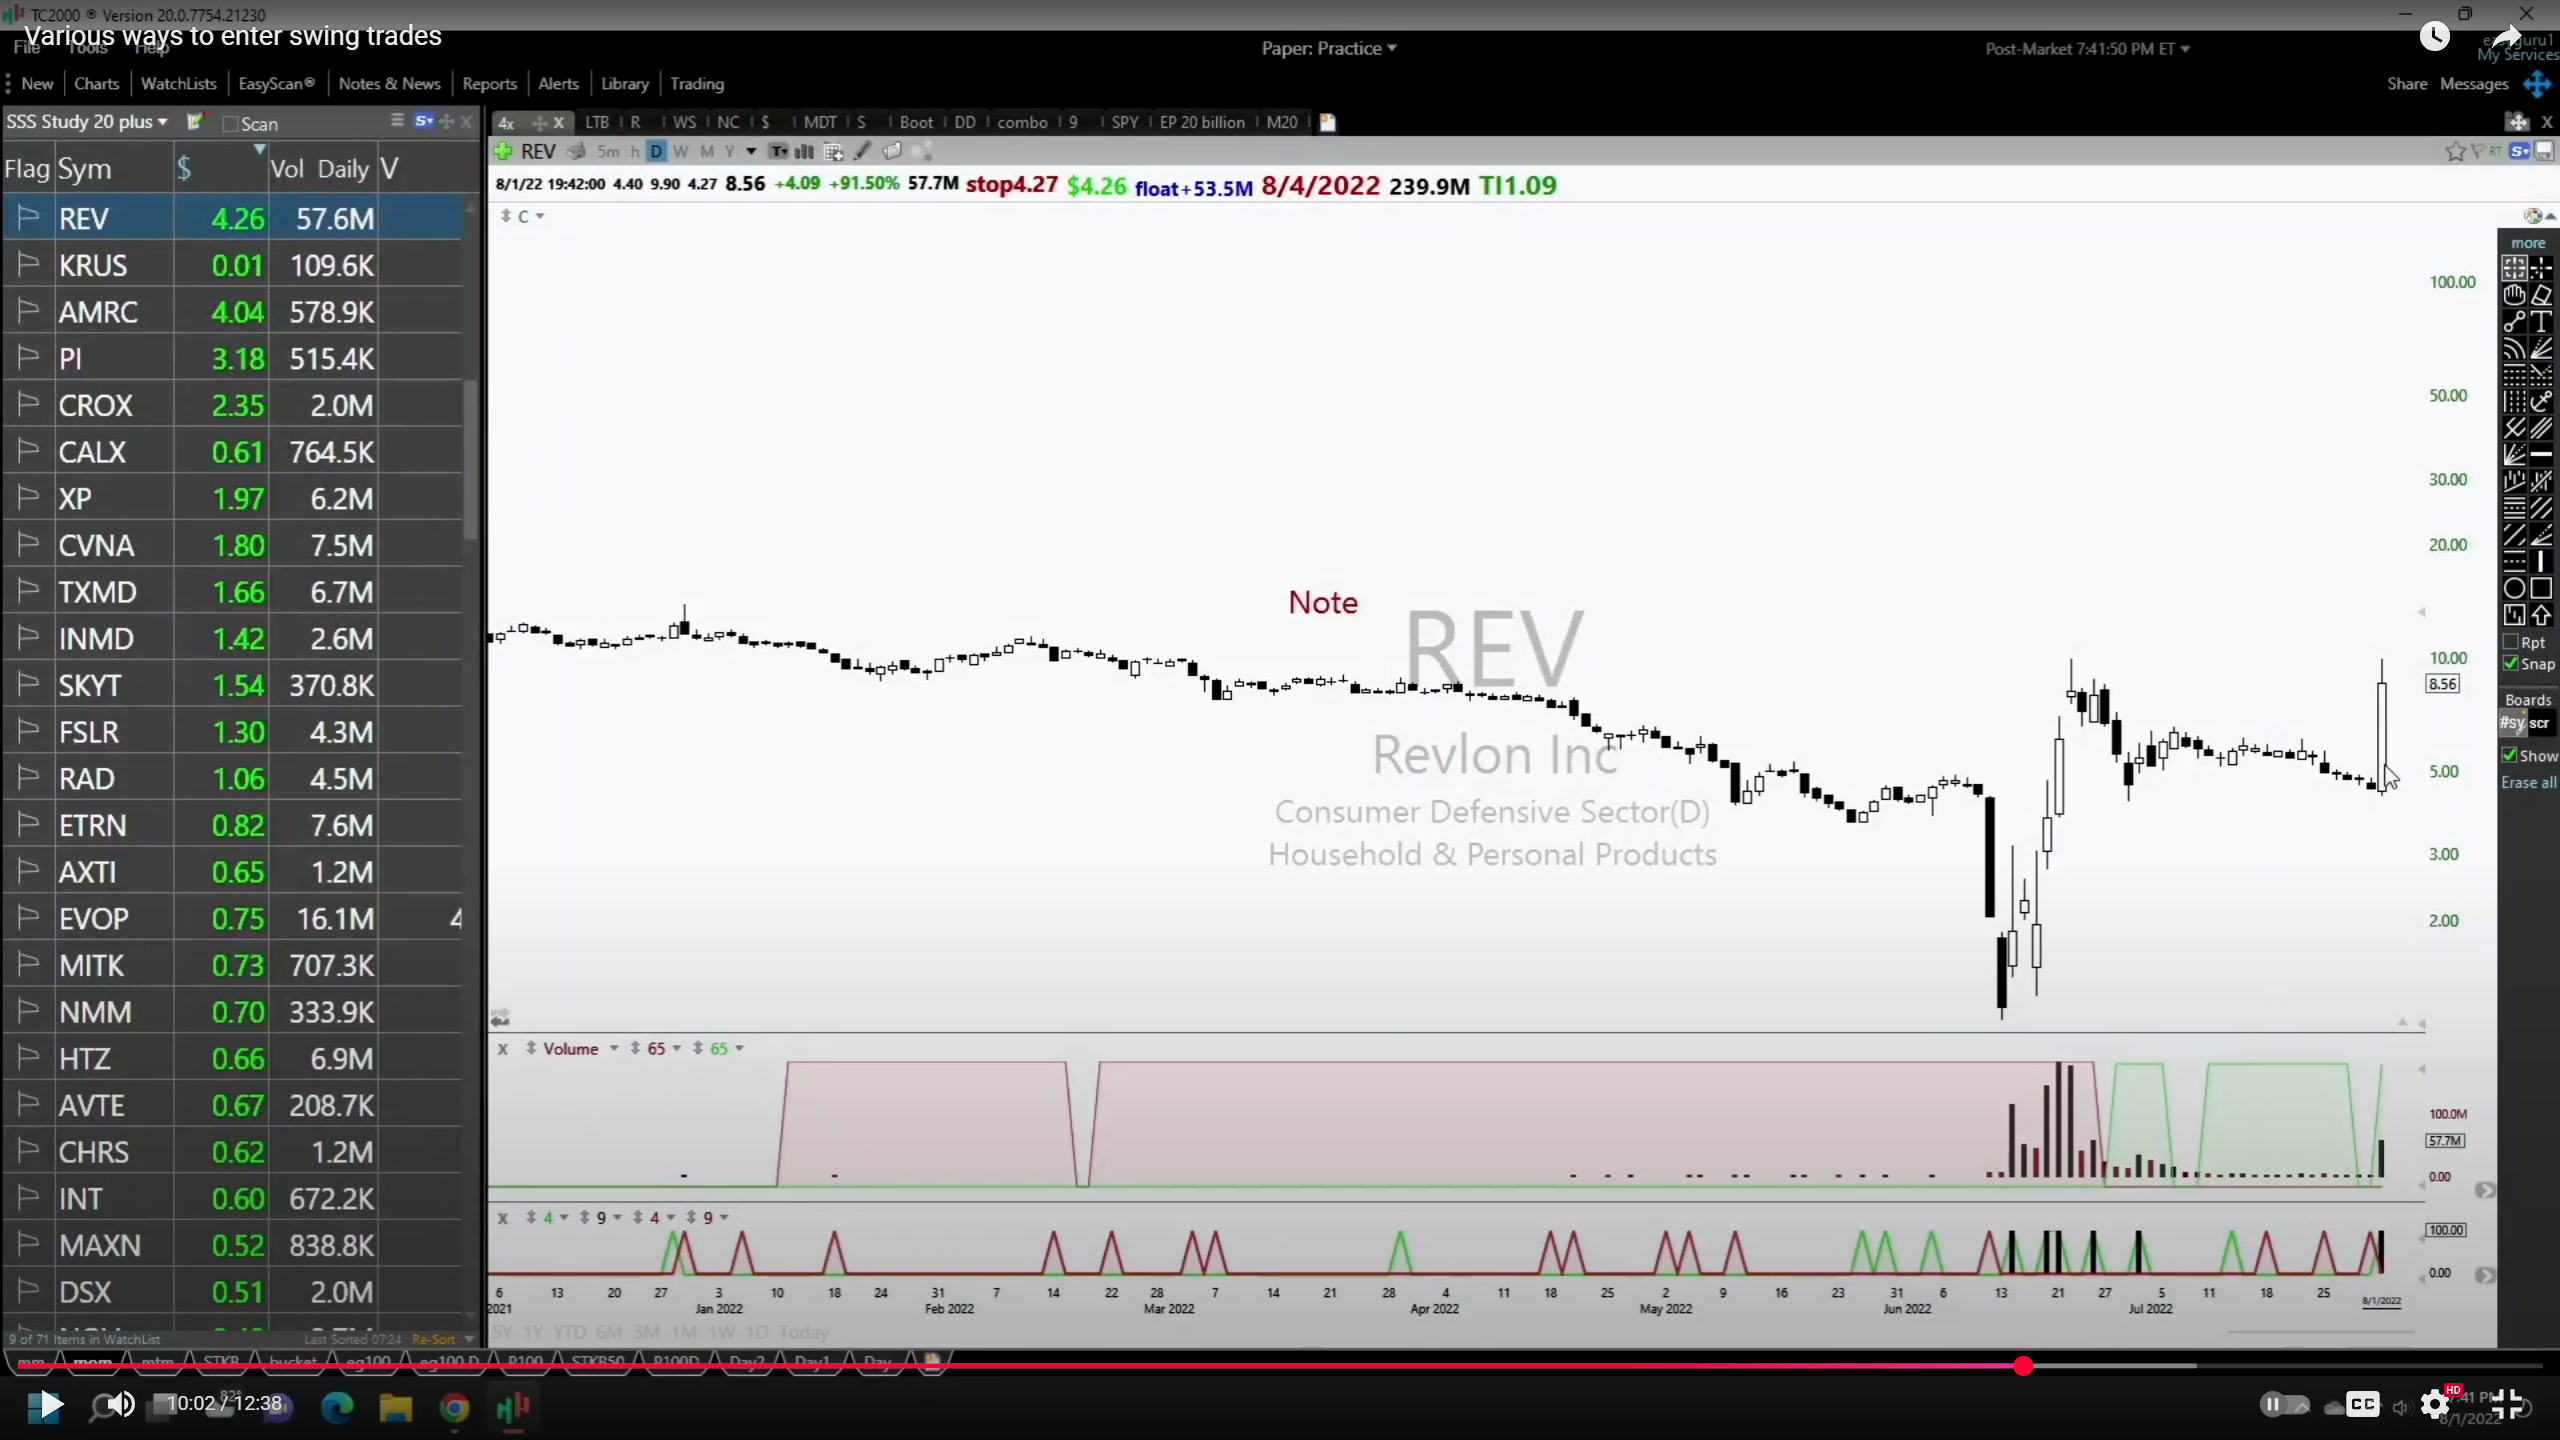 TC2000 ® Version 20.0.7754.21230
Various ways to enter swing trades
File Tools Help
Paper: Practice
Post-Market 7:41:50 PM ET
My Services
New Charts WatchLists EasyScan® Notes & News Reports Alerts Library Trading
Share Messages
SSS Study 20 plus Scan
4x LTB R WS NC $ MDT S Boot DD combo 9 SPY EP 20 billion M20
Flag Sym $ Vol Daily V
REV 5m h D W M Y
RT
8/1/22 19:42:00 4.40 9.90 4.27 8.56 +4.09 +91.50% 57.7M stop4.27 $4.26 float+53.5M 8/4/2022 239.9M TI1.09
C
REV 4.26 57.6M
KRUS 0.01 109.6K
AMRC 4.04 578.9K
PI 3.18 515.4K
CROX 2.35 2.0M
CALX 0.61 764.5K
XP 1.97 6.2M
CVNA 1.80 7.5M
TXMD 1.66 6.7M
INMD 1.42 2.6M
SKYT 1.54 370.8K
FSLR 1.30 4.3M
RAD 1.06 4.5M
ETRN 0.82 7.6M
AXTI 0.65 1.2M
EVOP 0.75 16.1M 4
MITK 0.73 707.3K
NMM 0.70 333.9K
HTZ 0.66 6.9M
AVTE 0.67 208.7K
CHRS 0.62 1.2M
INT 0.60 672.2K
MAXN 0.52 838.8K
DSX 0.51 2.0M
9 of 71 Items in WatchList Last Sorted 07:24 Re-Sort
Note
REV
Revlon Inc
Consumer Defensive Sector(D)
Household & Personal Products
100.00
50.00
30.00
20.00
10.00
8.56
5.00
3.00
2.00
more
Rpt
Snap
Boards
#sy scr
Show
Erase all
Volume 65 65
100.0M
57.7M
0.00
4 9 4 9
100.00
0.00
6 13 20 27 3 10 18 24 31 7 14 22 28 7 14 21 28 4 11 18 25 2 9 16 23 31 6 13 21 27 5 11 18 25
2021 Jan 2022 Feb 2022 Mar 2022 Apr 2022 May 2022 Jun 2022 Jul 2022 8/1/2022
5Y 1Y YTD 6M 3M 1M 1W 1D Today
mm mom mtm STKB bucket eg100 eg100 D P100 STKB50 P100D Day2 Day1 Day
10:02 / 12:38
82°
CC
HD
8/1/2022